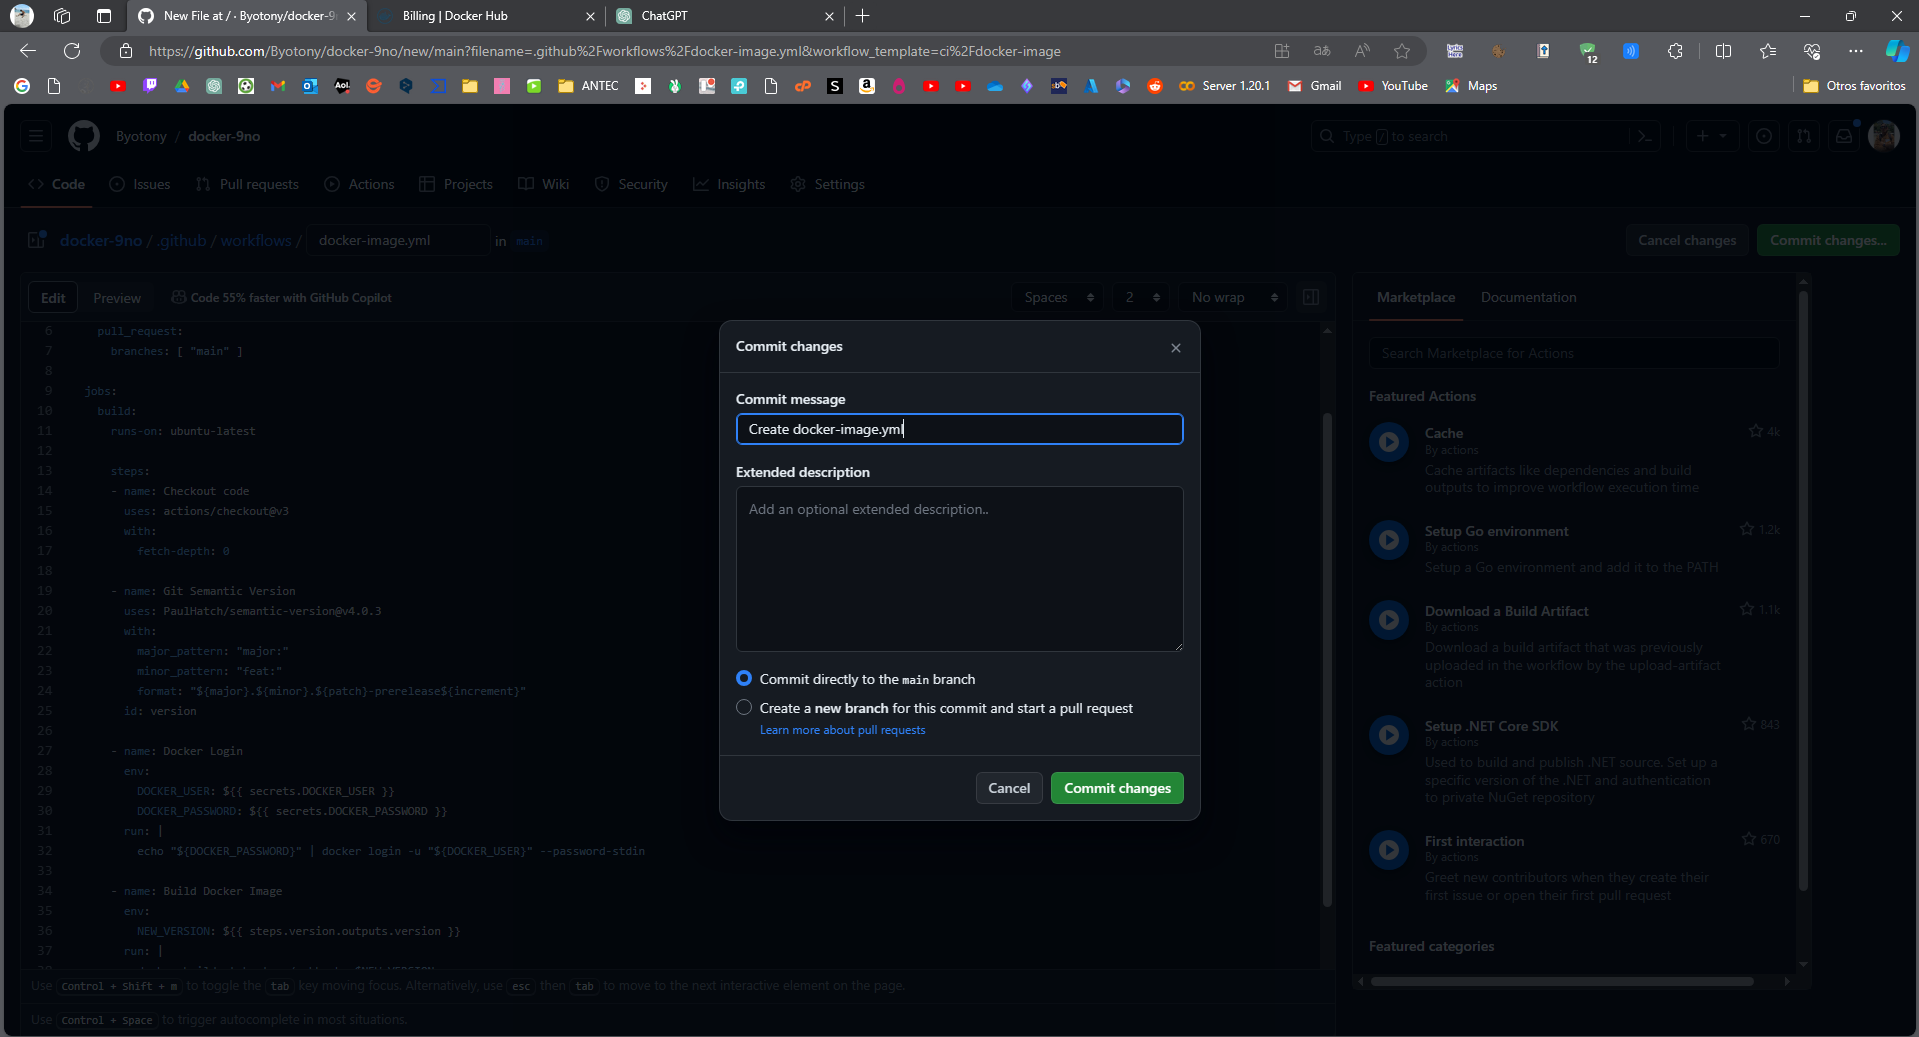 New File at / · Byotony/docker-9
Billing | Docker Hub
ChatGPT
https://github.com/Byotony/docker-9no/new/main?filename=.github%2Fworkflows%2Fdocker-image.yml&workflow_template=ci%2Fdocker-image
12
Aol.
ANTEC
Server 1.20.1
Gmail
YouTube
Maps
Otros favoritos
Byotony / docker-9no
Type / to search
Code
Issues
Pull requests
Actions
Projects
Wiki
Security
Insights
Settings
docker-9no / .github / workflows / docker-image.yml in main
Cancel changes
Commit changes...
Edit
Preview
Code 55% faster with GitHub Copilot
Spaces
2
No wrap
6 pull_request:
7 branches: [ "main" ]
8
9 jobs:
10 build:
11 runs-on: ubuntu-latest
12
13 steps:
14 - name: Checkout code
15 uses: actions/checkout@v3
16 with:
17 fetch-depth: 0
18
19 - name: Git Semantic Version
20 uses: PaulHatch/semantic-version@v4.0.3
21 with:
22 major_pattern: "major:"
23 minor_pattern: "feat:"
24 format: "${major}.${minor}.${patch}-prerelease${increment}"
25 id: version
26
27 - name: Docker Login
28 env:
29 DOCKER_USER: ${{ secrets.DOCKER_USER }}
30 DOCKER_PASSWORD: ${{ secrets.DOCKER_PASSWORD }}
31 run: |
32 echo "${DOCKER_PASSWORD}" | docker login -u "${DOCKER_USER}" --password-stdin
33
34 - name: Build Docker Image
35 env:
36 NEW_VERSION: ${{ steps.version.outputs.version }}
37 run: |
Use Control + Shift + m to toggle the tab key moving focus. Alternatively, use esc then tab to move to the next interactive element on the page.
Use Control + Space to trigger autocomplete in most situations.
Commit changes
Commit message
Create docker-image.yml
Extended description
Add an optional extended description..
Commit directly to the main branch
Create a new branch for this commit and start a pull request
Learn more about pull requests
Cancel
Commit changes
Marketplace
Documentation
Search Marketplace for Actions
Featured Actions
Cache
4k
By actions
Cache artifacts like dependencies and build
outputs to improve workflow execution time
Setup Go environment
1.2k
By actions
Setup a Go environment and add it to the PATH
Download a Build Artifact
1.1k
By actions
Download a build artifact that was previously
uploaded in the workflow by the upload-artifact
action
Setup .NET Core SDK
843
By actions
Used to build and publish .NET source. Set up a
specific version of the .NET and authentication
to private NuGet repository
First interaction
670
By actions
Greet new contributors when they create their
first issue or open their first pull request
Featured categories